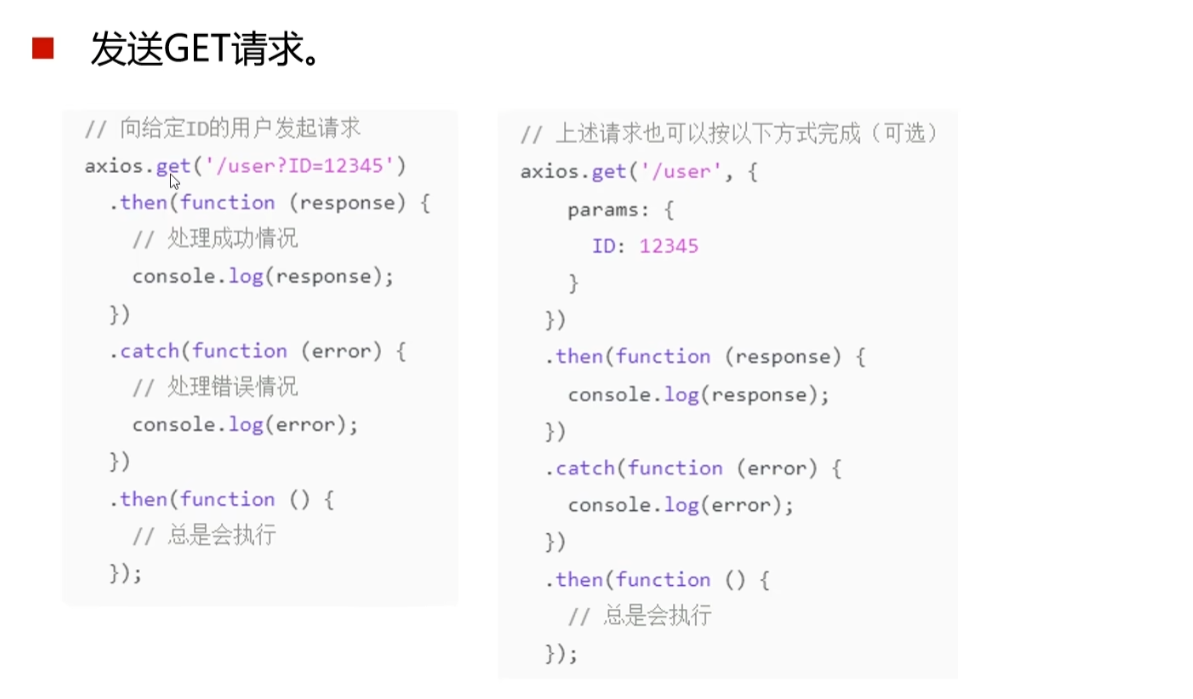 发送GET请求。
// 向给定ID的用户发起请求
axios.get('/user?ID=12345')
.then(function (response) {
// 处理成功情况
console.log(response);
})
.catch(function (error) {
// 处理错误情况
console.log(error);
})
.then(function () {
// 总是会执行
});
// 上述请求也可以按以下方式完成（可选）
axios.get('/user', {
params: {
ID: 12345
}
})
.then(function (response) {
console.log(response);
})
.catch(function (error) {
console.log(error);
})
.then(function () {
// 总是会执行
});